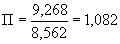 Π = 9,268 / 8,562 = 1,082